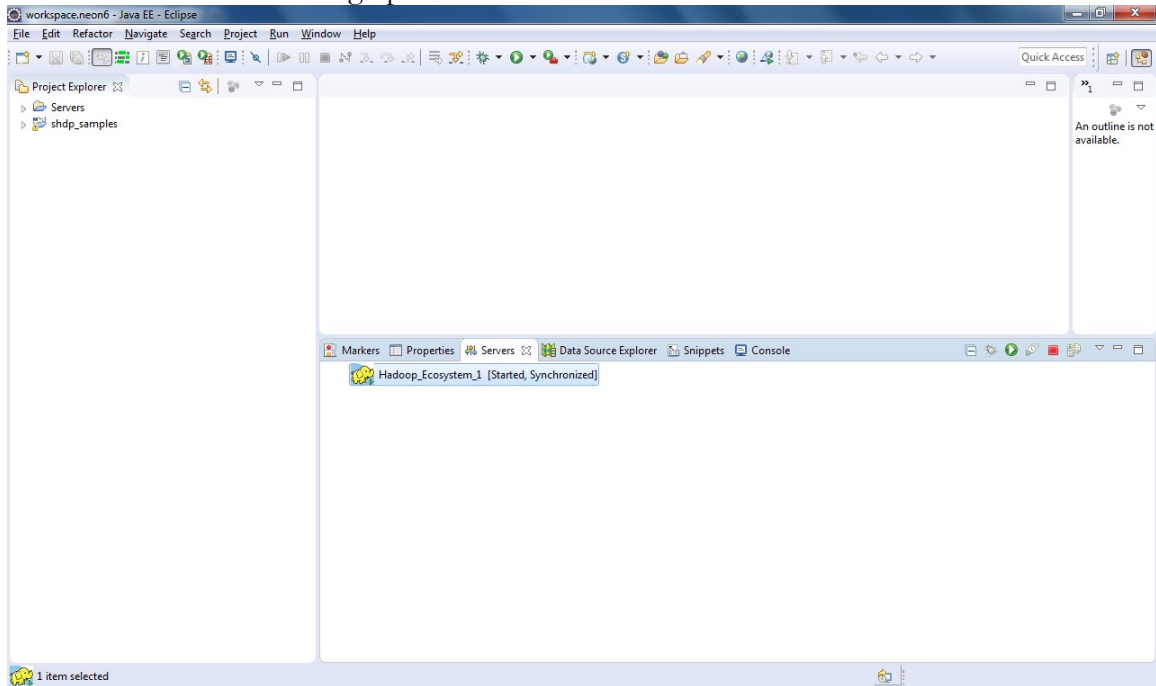 workspace.neon6 - Java EE - Eclipse
File Edit Refactor Navigate Search Project Run Window Help
Quick Access
Project Explorer
Servers
shdp_samples
»1
An outline is not
available.
Markers Properties Servers Data Source Explorer Snippets Console
Hadoop_Ecosystem_1 [Started, Synchronized]
1 item selected